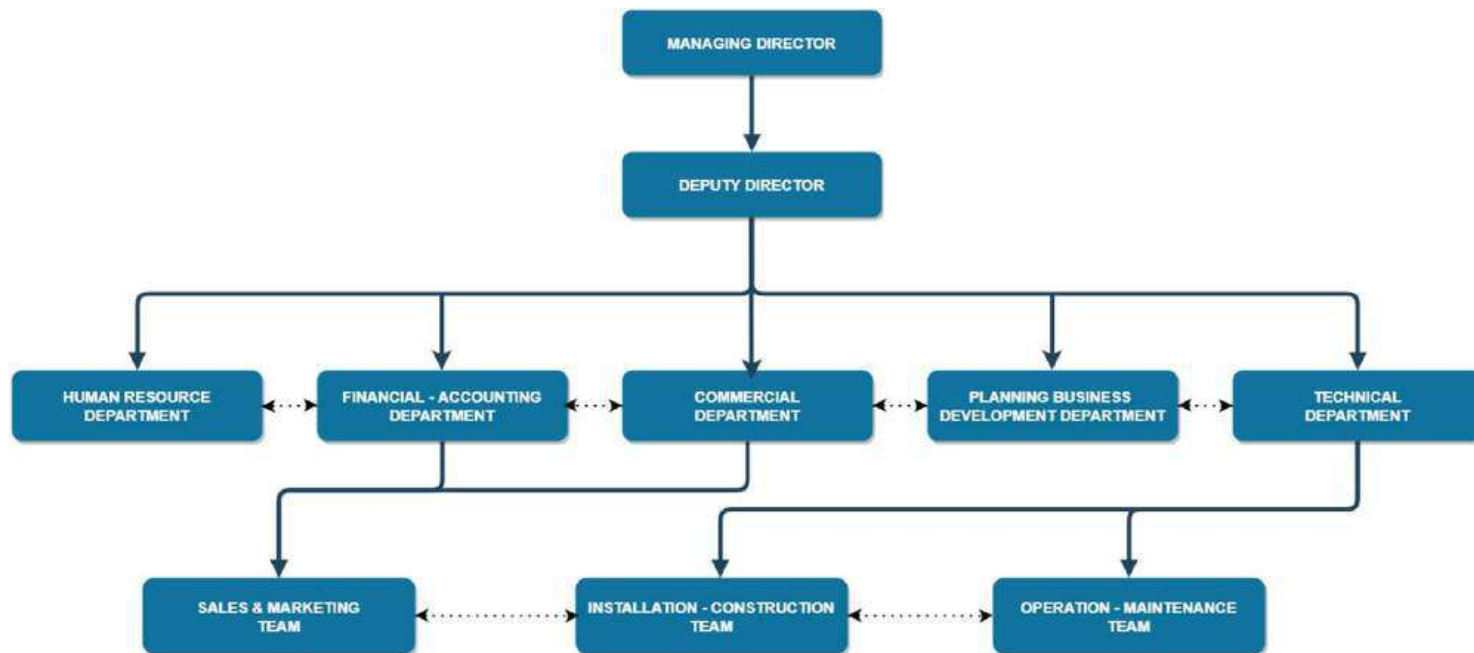 MANAGING DIRECTOR
DEPUTY DIRECTOR
HUMAN RESOURCE
DEPARTMENT
FINANCIAL - ACCOUNTING
DEPARTMENT
COMMERCIAL
DEPARTMENT
PLANNING BUSINESS
DEVELOPMENT DEPARTMENT
TECHNICAL
DEPARTMENT
SALES & MARKETING
TEAM
INSTALLATION - CONSTRUCTION
TEAM
OPERATION - MAINTENANCE
TEAM